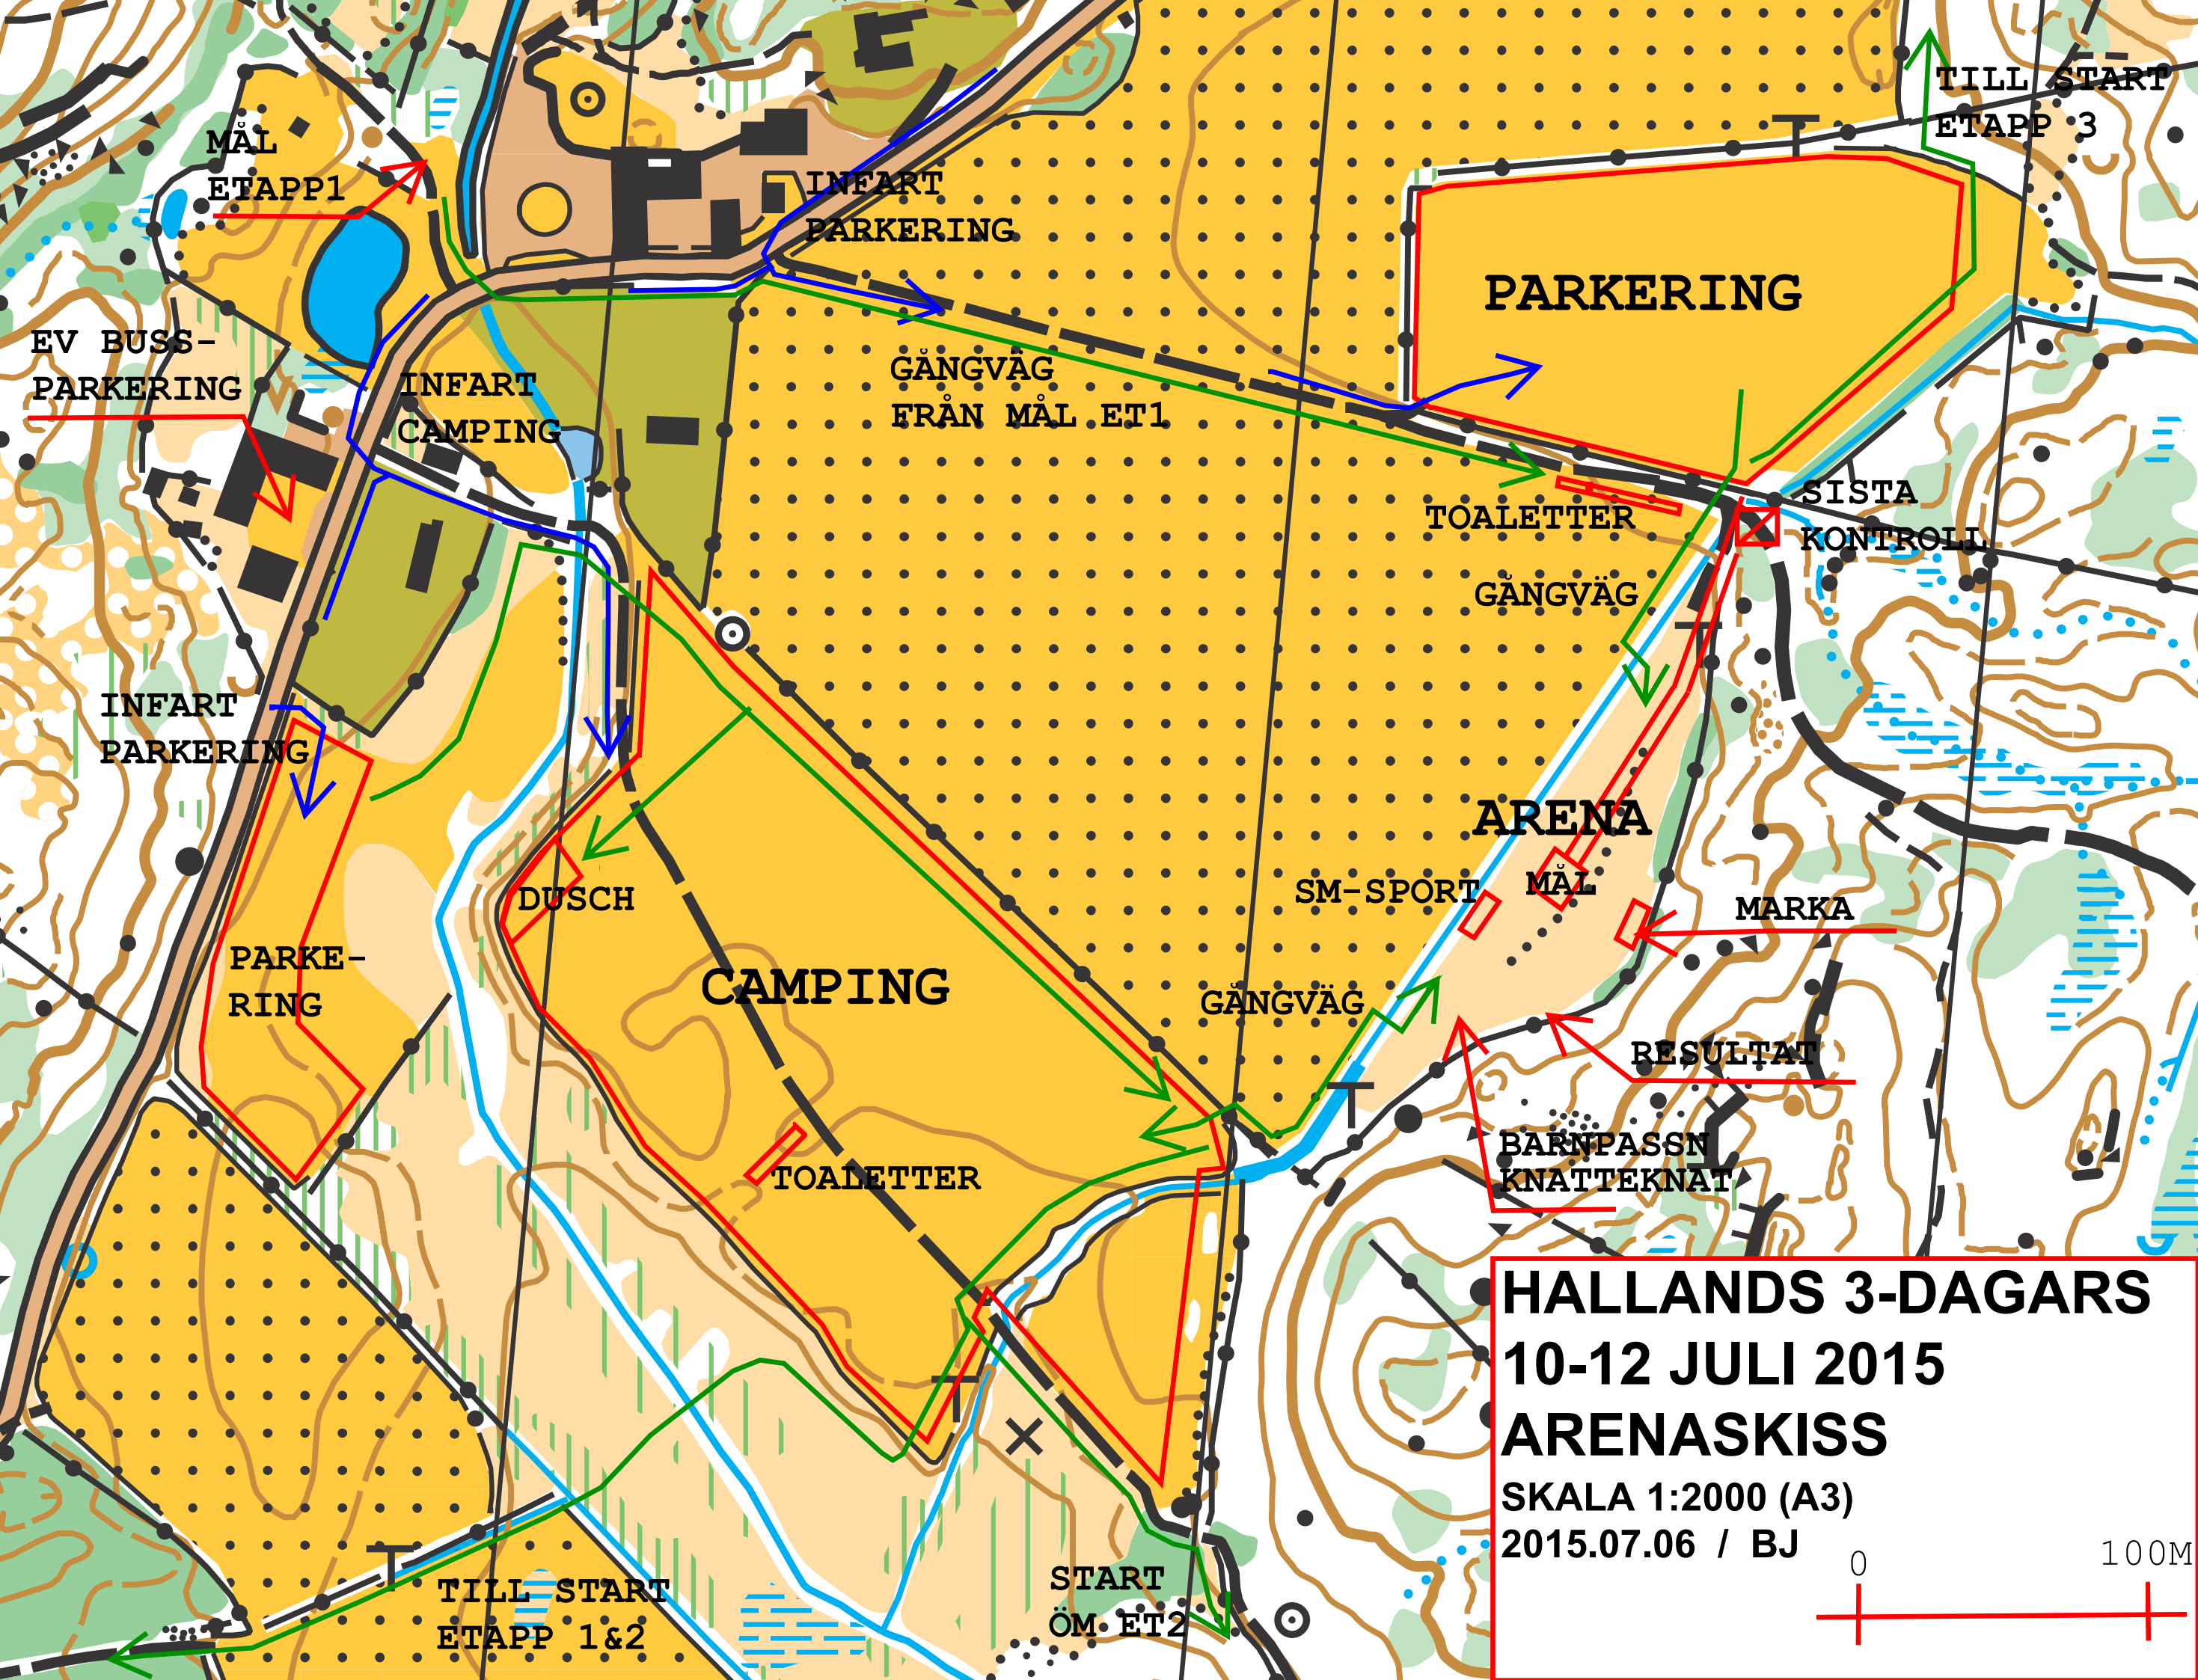 TILL START
ETAPP 3
MÅL
ETAPP1
INFART
PARKERING
PARKERING
EV BUSS-
PARKERING
INFART
CAMPING
GÅNGVÄG
FRÅN MÅL ET1
TOALETTER
SISTA
KONTROLL
GÅNGVÄG
INFART
PARKERING
ARENA
MÅL
SM-SPORT
DUSCH
MARKA
PARKE-
RING
CAMPING
GÅNGVÄG
RESULTAT
TOALETTER
BARNPASSN
KNATTEKNAT
HALLANDS 3-DAGARS
10-12 JULI 2015
ARENASKISS
SKALA 1:2000 (A3)
2015.07.06 / BJ
0 100M
START
ÖM ET2
TILL START
ETAPP 1&2